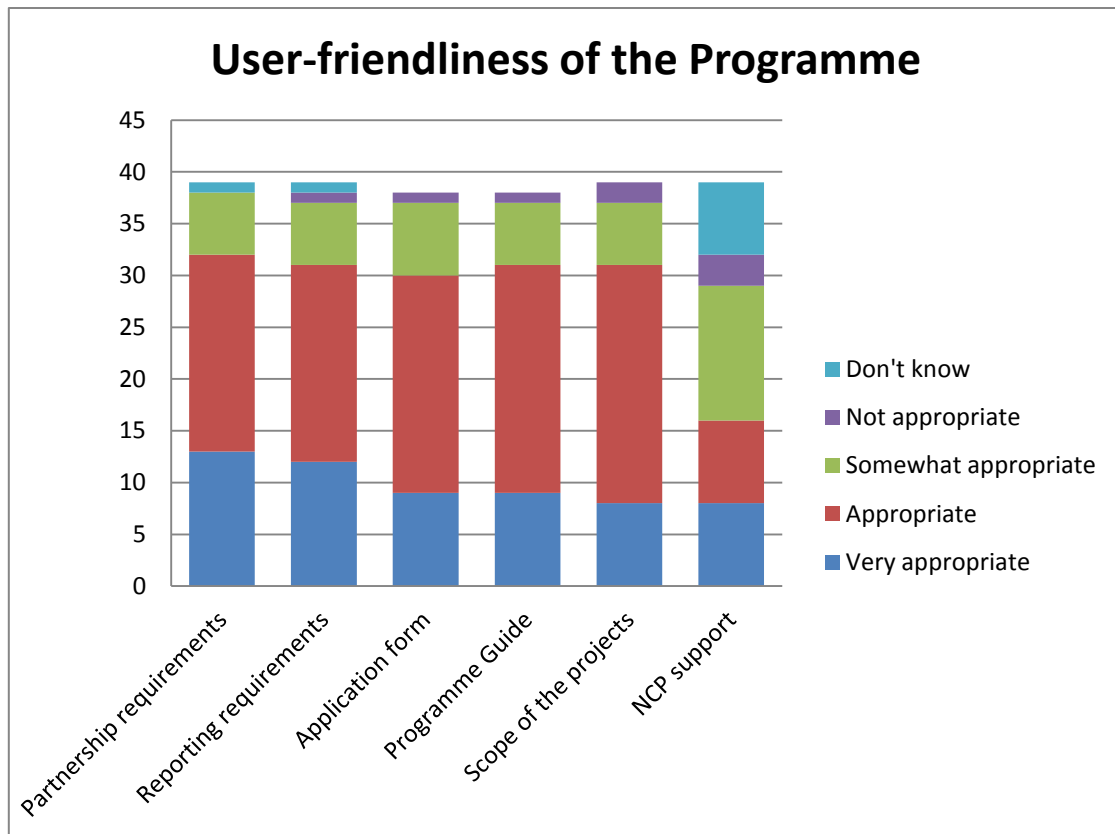 User-friendliness of the Programme
45
40
35
30
25
20
15
10
5
0
Partnership requirements
Reporting requirements
Application form
Programme Guide
Scope of the projects
NCP support
Don't know
Not appropriate
Somewhat appropriate
Appropriate
Very appropriate